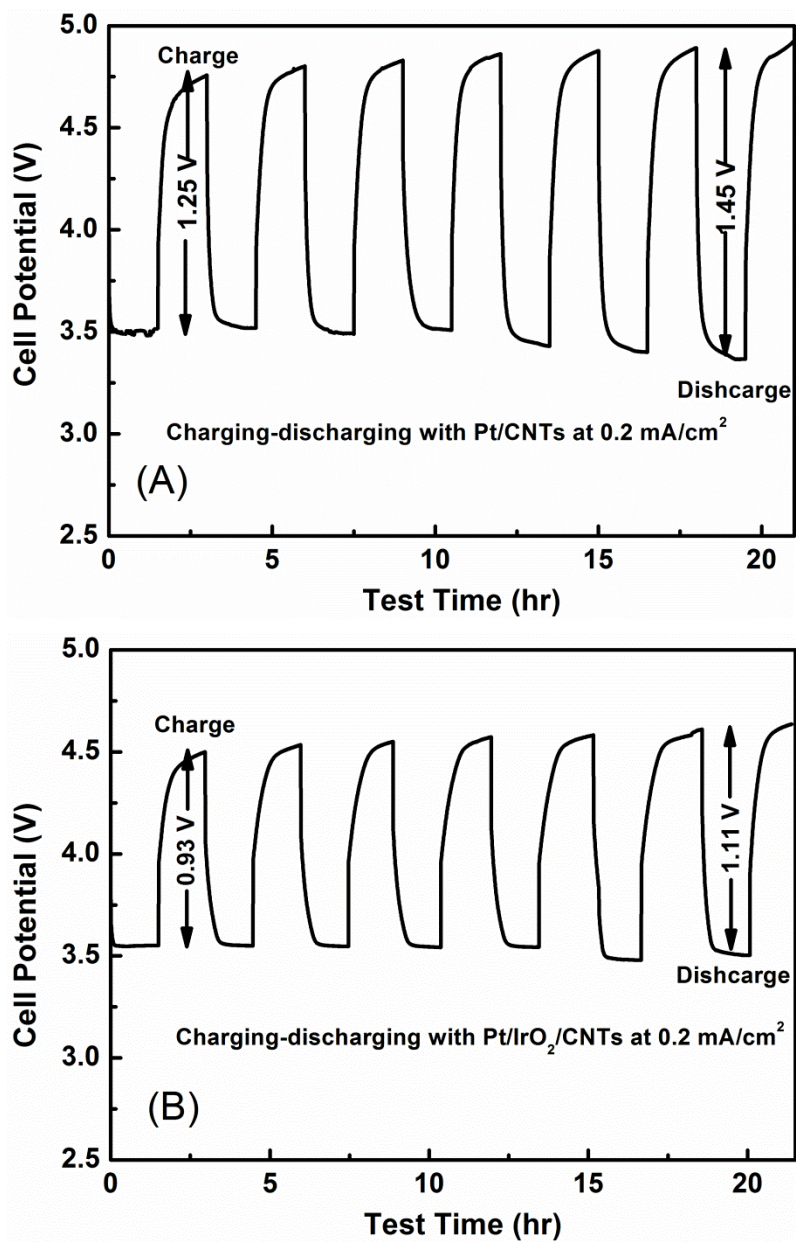 5.0
Charge
4.5
1.25 V
1.45 V
4.0
Cell Potential (V)
3.5
Dishcarge
3.0
Charging-discharging with Pt/CNTs at 0.2 mA/cm²
(A)
2.5
0 5 10 15 20
Test Time (hr)
5.0
Charge
4.5
0.93 V
1.11 V
4.0
Cell Potential (V)
3.5
Dishcarge
3.0
Charging-discharging with Pt/IrO₂/CNTs at 0.2 mA/cm²
(B)
2.5
0 5 10 15 20
Test Time (hr)